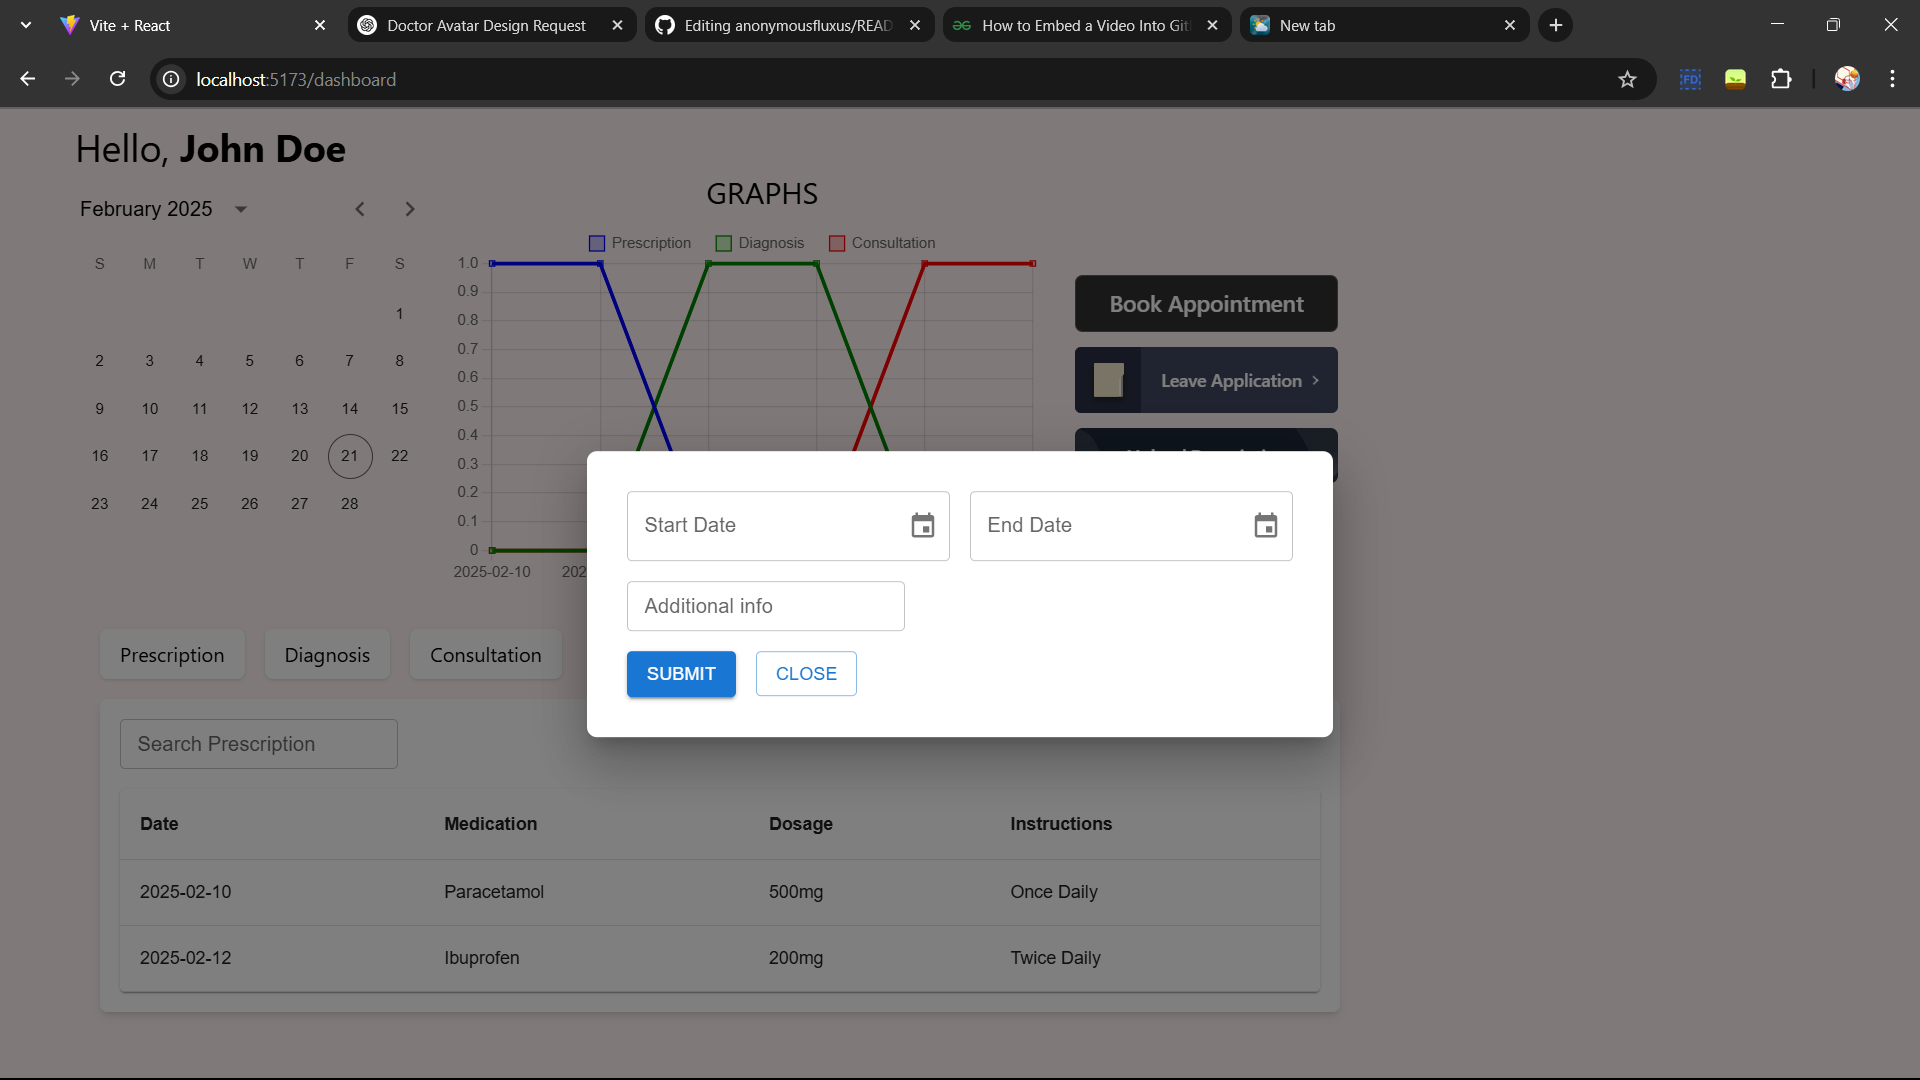 Vite + React
Doctor Avatar Design Request
Editing anonymousfluxus/READ
How to Embed a Video Into Git
New tab
localhost:5173/dashboard
FD
Hello, John Doe
February 2025
S M T W T F S
1
2 3 4 5 6 7 8
9 10 11 12 13 14 15
16 17 18 19 20 21 22
23 24 25 26 27 28
GRAPHS
Prescription Diagnosis Consultation
1.0
0.9
0.8
0.7
0.6
0.5
0.4
0.3
0.2
0.1
0
2025-02-10 202
Book Appointment
Leave Application
Start Date
End Date
Additional info
SUBMIT
CLOSE
Prescription
Diagnosis
Consultation
Search Prescription
Date Medication Dosage Instructions
2025-02-10 Paracetamol 500mg Once Daily
2025-02-12 Ibuprofen 200mg Twice Daily